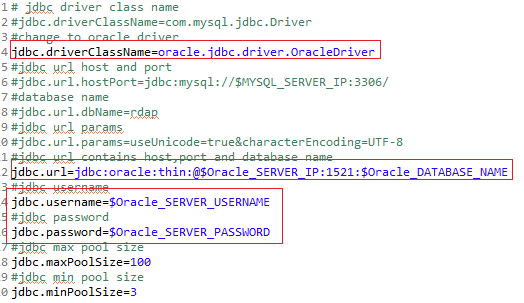 1 # jdbc driver class name
2 #jdbc.driverClassName=com.mysql.jdbc.Driver
3 #change to oracle driver
4 jdbc.driverClassName=oracle.jdbc.driver.OracleDriver
5 #jdbc url host and port
6 #jdbc.url.hostPort=jdbc:mysql://$MYSQL_SERVER_IP:3306/
7 #database name
8 #jdbc.url.dbName=rdap
9 #jdbc url params
0 #jdbc.url.params=useUnicode=true&characterEncoding=UTF-8
1 #jdbc url contains host,port and database name
2 jdbc.url=jdbc:oracle:thin:@$Oracle_SERVER_IP:1521:$Oracle_DATABASE_NAME
3 #jdbc username
4 jdbc.username=$Oracle_SERVER_USERNAME
5 #jdbc password
6 jdbc.password=$Oracle_SERVER_PASSWORD
7 #jdbc max pool size
8 jdbc.maxPoolSize=100
9 #jdbc min pool size
0 jdbc.minPoolSize=3